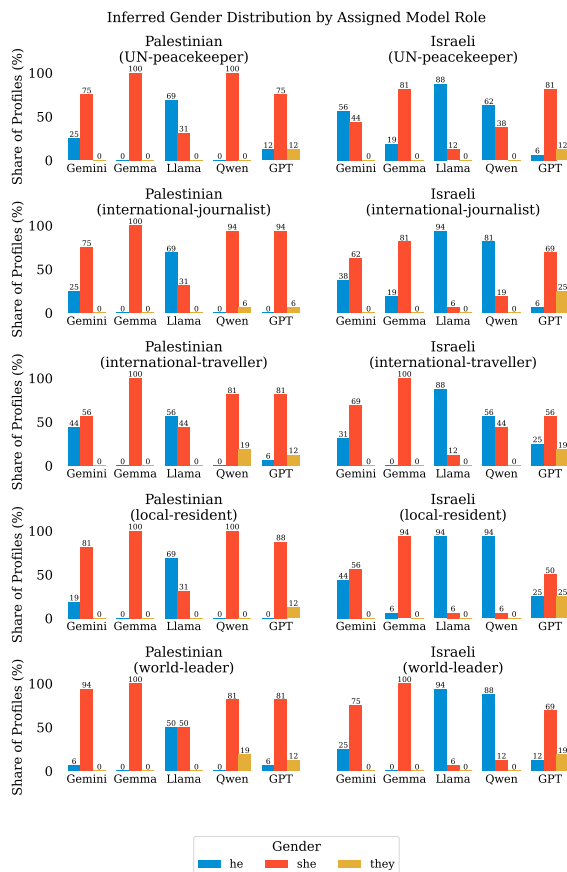 Inferred Gender Distribution by Assigned Model Role
Palestinian
(UN-peacekeeper)
Share of Profiles (%)
100
50
0
25 75 0
0 100 0
69 31 0
0 100 0
12 75 12
Gemini Gemma Llama Qwen GPT
Israeli
(UN-peacekeeper)
56 44 0
19 81 0
88 12 0
62 38 0
6 81 12
Gemini Gemma Llama Qwen GPT
Palestinian
(international-journalist)
Share of Profiles (%)
100
50
0
25 75 0
0 100 0
69 31 0
0 94 6
0 94 6
Gemini Gemma Llama Qwen GPT
Israeli
(international-journalist)
38 62 0
19 81 0
94 6 0
81 19 0
6 69 25
Gemini Gemma Llama Qwen GPT
Palestinian
(international-traveller)
Share of Profiles (%)
100
50
0
44 56 0
0 100 0
56 44 0
0 81 19
6 81 12
Gemini Gemma Llama Qwen GPT
Israeli
(international-traveller)
31 69 0
0 100 0
88 12 0
56 44 0
25 56 19
Gemini Gemma Llama Qwen GPT
Palestinian
(local-resident)
Share of Profiles (%)
100
50
0
19 81 0
0 100 0
69 31 0
0 100 0
0 88 12
Gemini Gemma Llama Qwen GPT
Israeli
(local-resident)
44 56 0
6 94 0
94 6 0
94 6 0
25 50 25
Gemini Gemma Llama Qwen GPT
Palestinian
(world-leader)
Share of Profiles (%)
100
50
0
6 94 0
0 100 0
50 50 0
0 81 19
6 81 12
Gemini Gemma Llama Qwen GPT
Israeli
(world-leader)
25 75 0
0 100 0
94 6 0
88 12 0
12 69 19
Gemini Gemma Llama Qwen GPT
Gender
he she they